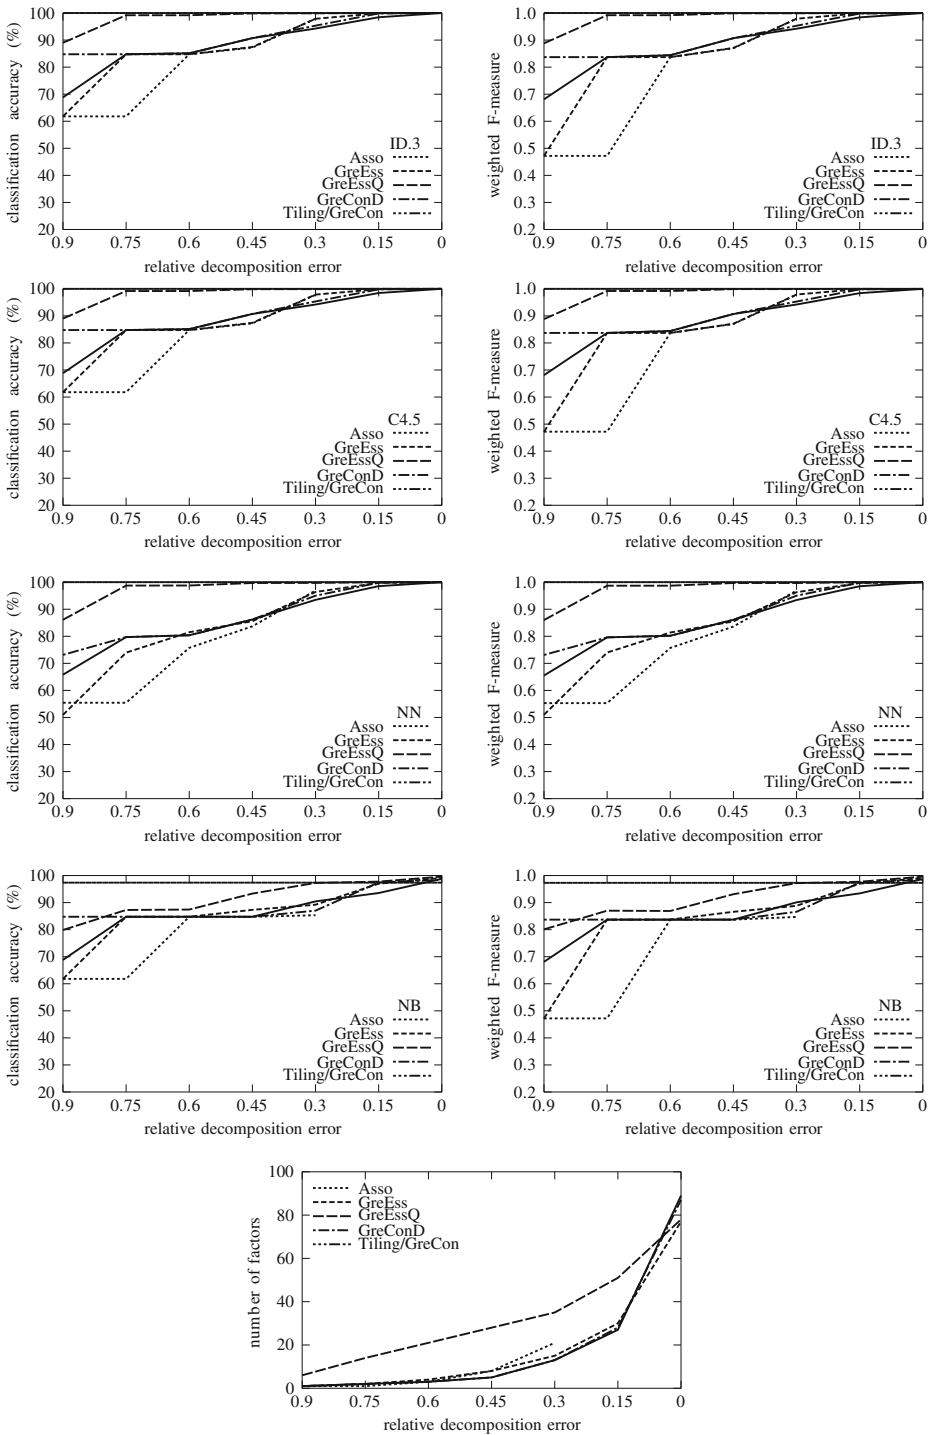 classification accuracy (%)
100
90
80
70
60
50
40
30
20
ID.3
Asso
GreEss
GreEssQ
GreConD
Tiling/GreCon
0.9 0.75 0.6 0.45 0.3 0.15 0
relative decomposition error
weighted F-measure
1.0
0.9
0.8
0.7
0.6
0.5
0.4
0.3
0.2
ID.3
Asso
GreEss
GreEssQ
GreConD
Tiling/GreCon
0.9 0.75 0.6 0.45 0.3 0.15 0
relative decomposition error
classification accuracy (%)
100
90
80
70
60
50
40
30
20
C4.5
Asso
GreEss
GreEssQ
GreConD
Tiling/GreCon
0.9 0.75 0.6 0.45 0.3 0.15 0
relative decomposition error
weighted F-measure
1.0
0.9
0.8
0.7
0.6
0.5
0.4
0.3
0.2
C4.5
Asso
GreEss
GreEssQ
GreConD
Tiling/GreCon
0.9 0.75 0.6 0.45 0.3 0.15 0
relative decomposition error
classification accuracy (%)
100
90
80
70
60
50
40
30
20
NN
Asso
GreEss
GreEssQ
GreConD
Tiling/GreCon
0.9 0.75 0.6 0.45 0.3 0.15 0
relative decomposition error
weighted F-measure
1.0
0.9
0.8
0.7
0.6
0.5
0.4
0.3
0.2
NN
Asso
GreEss
GreEssQ
GreConD
Tiling/GreCon
0.9 0.75 0.6 0.45 0.3 0.15 0
relative decomposition error
classification accuracy (%)
100
90
80
70
60
50
40
30
20
NB
Asso
GreEss
GreEssQ
GreConD
Tiling/GreCon
0.9 0.75 0.6 0.45 0.3 0.15 0
relative decomposition error
weighted F-measure
1.0
0.9
0.8
0.7
0.6
0.5
0.4
0.3
0.2
NB
Asso
GreEss
GreEssQ
GreConD
Tiling/GreCon
0.9 0.75 0.6 0.45 0.3 0.15 0
relative decomposition error
number of factors
100
80
60
40
20
0
Asso
GreEss
GreEssQ
GreConD
Tiling/GreCon
0.9 0.75 0.6 0.45 0.3 0.15 0
relative decomposition error